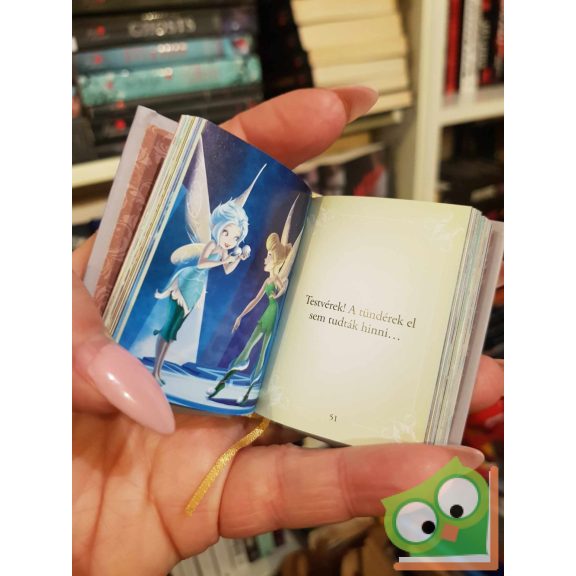 Testvérek! A tündérek el
sem tudták hinni…
51